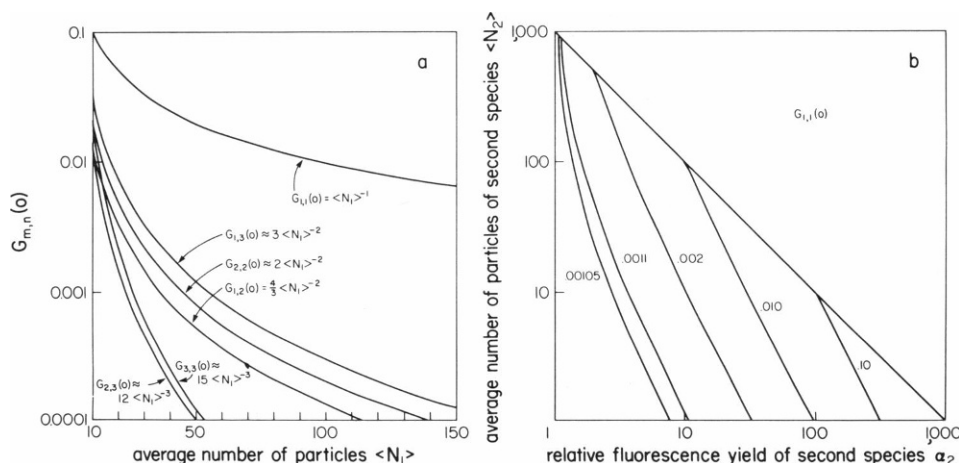 a
0.1
0.01
0.001
0.0001
G_{m,n}(o)
G_{1,1}(o) = <N_1>^{-1}
G_{1,3}(o) ≈ 3 <N_1>^{-2}
G_{2,2}(o) ≈ 2 <N_1>^{-2}
G_{1,2}(o) = 4/3 <N_1>^{-2}
G_{3,3}(o) ≈
15 <N_1>^{-3}
G_{2,3}(o) ≈
12 <N_1>^{-3}
10 50 100 150
average number of particles <N_1>
b
1,000
100
10
average number of particles of second species <N_2>
G_{1,1}(o)
.00105
.0011
.002
.010
.10
1 10 100 1,000
relative fluorescence yield of second species α_2